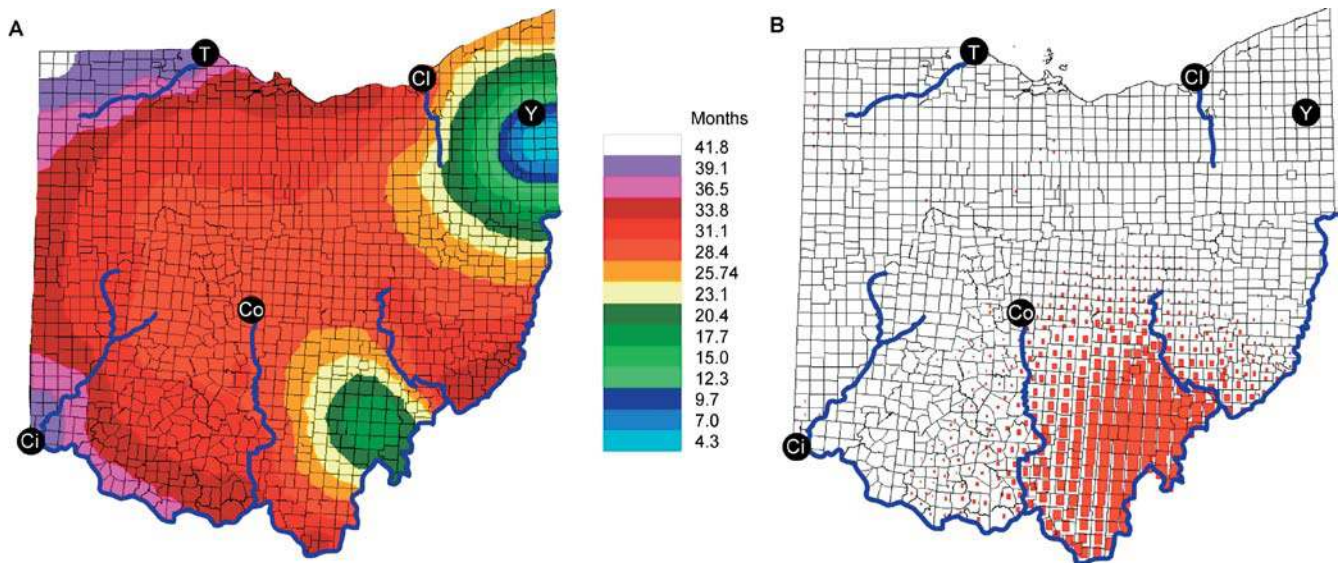 A
B
T
Cl
Y
Co
Ci
Months
41.8
39.1
36.5
33.8
31.1
28.4
25.74
23.1
20.4
17.7
15.0
12.3
9.7
7.0
4.3
T
Cl
Y
Co
Ci